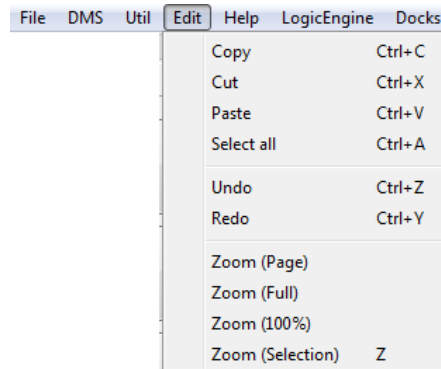 File DMS Util Edit Help LogicEngine Docks
Copy Ctrl+C
Cut Ctrl+X
Paste Ctrl+V
Select all Ctrl+A
Undo Ctrl+Z
Redo Ctrl+Y
Zoom (Page)
Zoom (Full)
Zoom (100%)
Zoom (Selection) Z